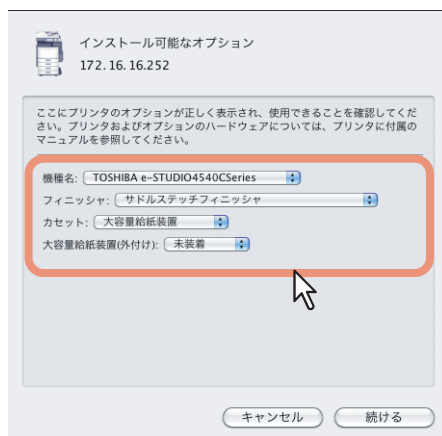 インストール可能なオプション
172.16.16.252
ここにプリンタのオプションが正しく表示され、使用できることを確認してくだ
さい。プリンタおよびオプションのハードウェアについては、プリンタに付属の
マニュアルを参照してください。
機種名: TOSHIBA e-STUDIO4540CSeries
フィニッシャ: サドルステッチフィニッシャ
カセット: 大容量給紙装置
大容量給紙装置(外付け): 未装着
キャンセル 続ける